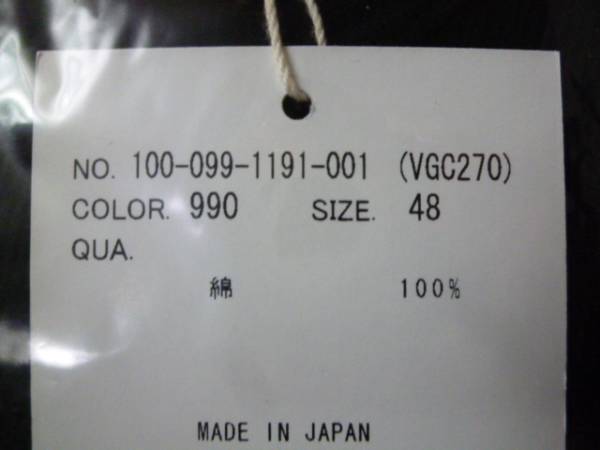 NO. 100-099-1191-001 (VGC270)
COLOR. 990 SIZE. 48
QUA.
綿 100%
MADE IN JAPAN